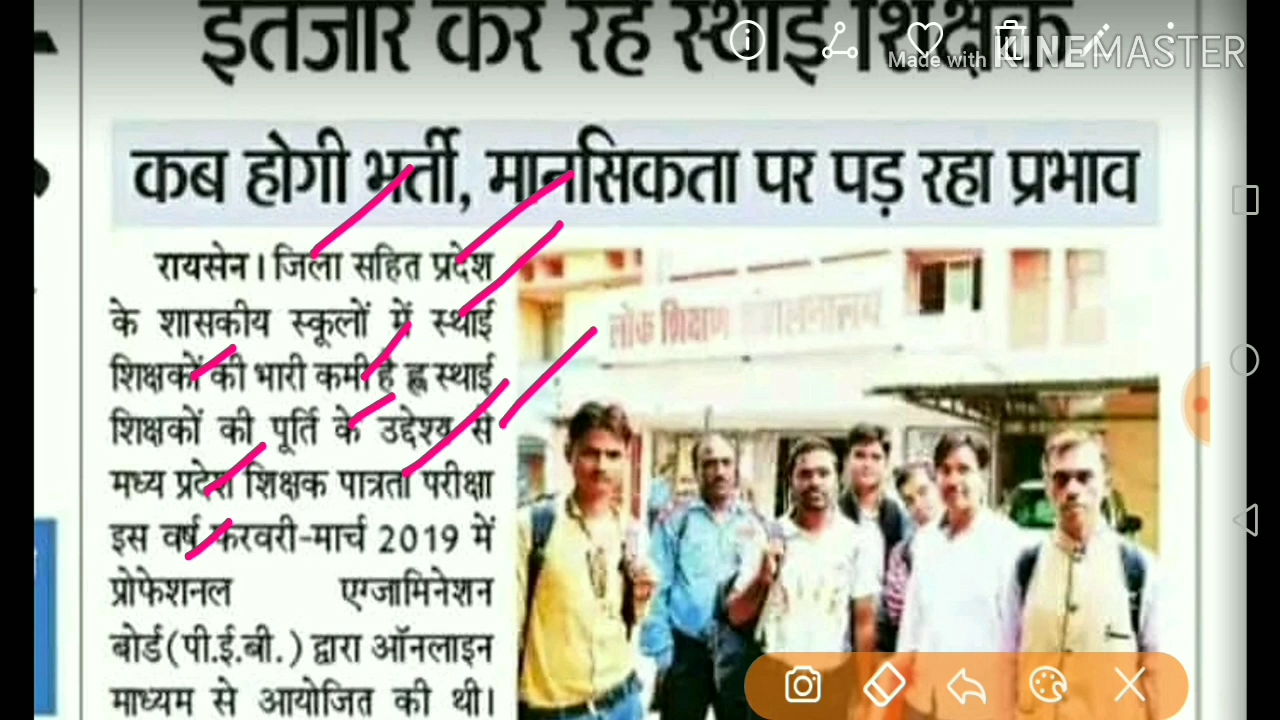 इंतजार कर रहे स्थाई शिक्षक
Made with KINEMASTER
कब होगी भर्ती, मानसिकता पर पड़ रहा प्रभाव
रायसेन। जिला सहित प्रदेश
के शासकीय स्कूलों में स्थाई
शिक्षकों की भारी कमी है ह्न स्थाई
शिक्षकों की पूर्ति के उद्देश्य से
मध्य प्रदेश शिक्षक पात्रता परीक्षा
इस वर्ष फरवरी-मार्च 2019 में
प्रोफेशनल एग्जामिनेशन
बोर्ड(पी.ई.बी.) द्वारा ऑनलाइन
माध्यम से आयोजित की थी।
लोक शिक्षण